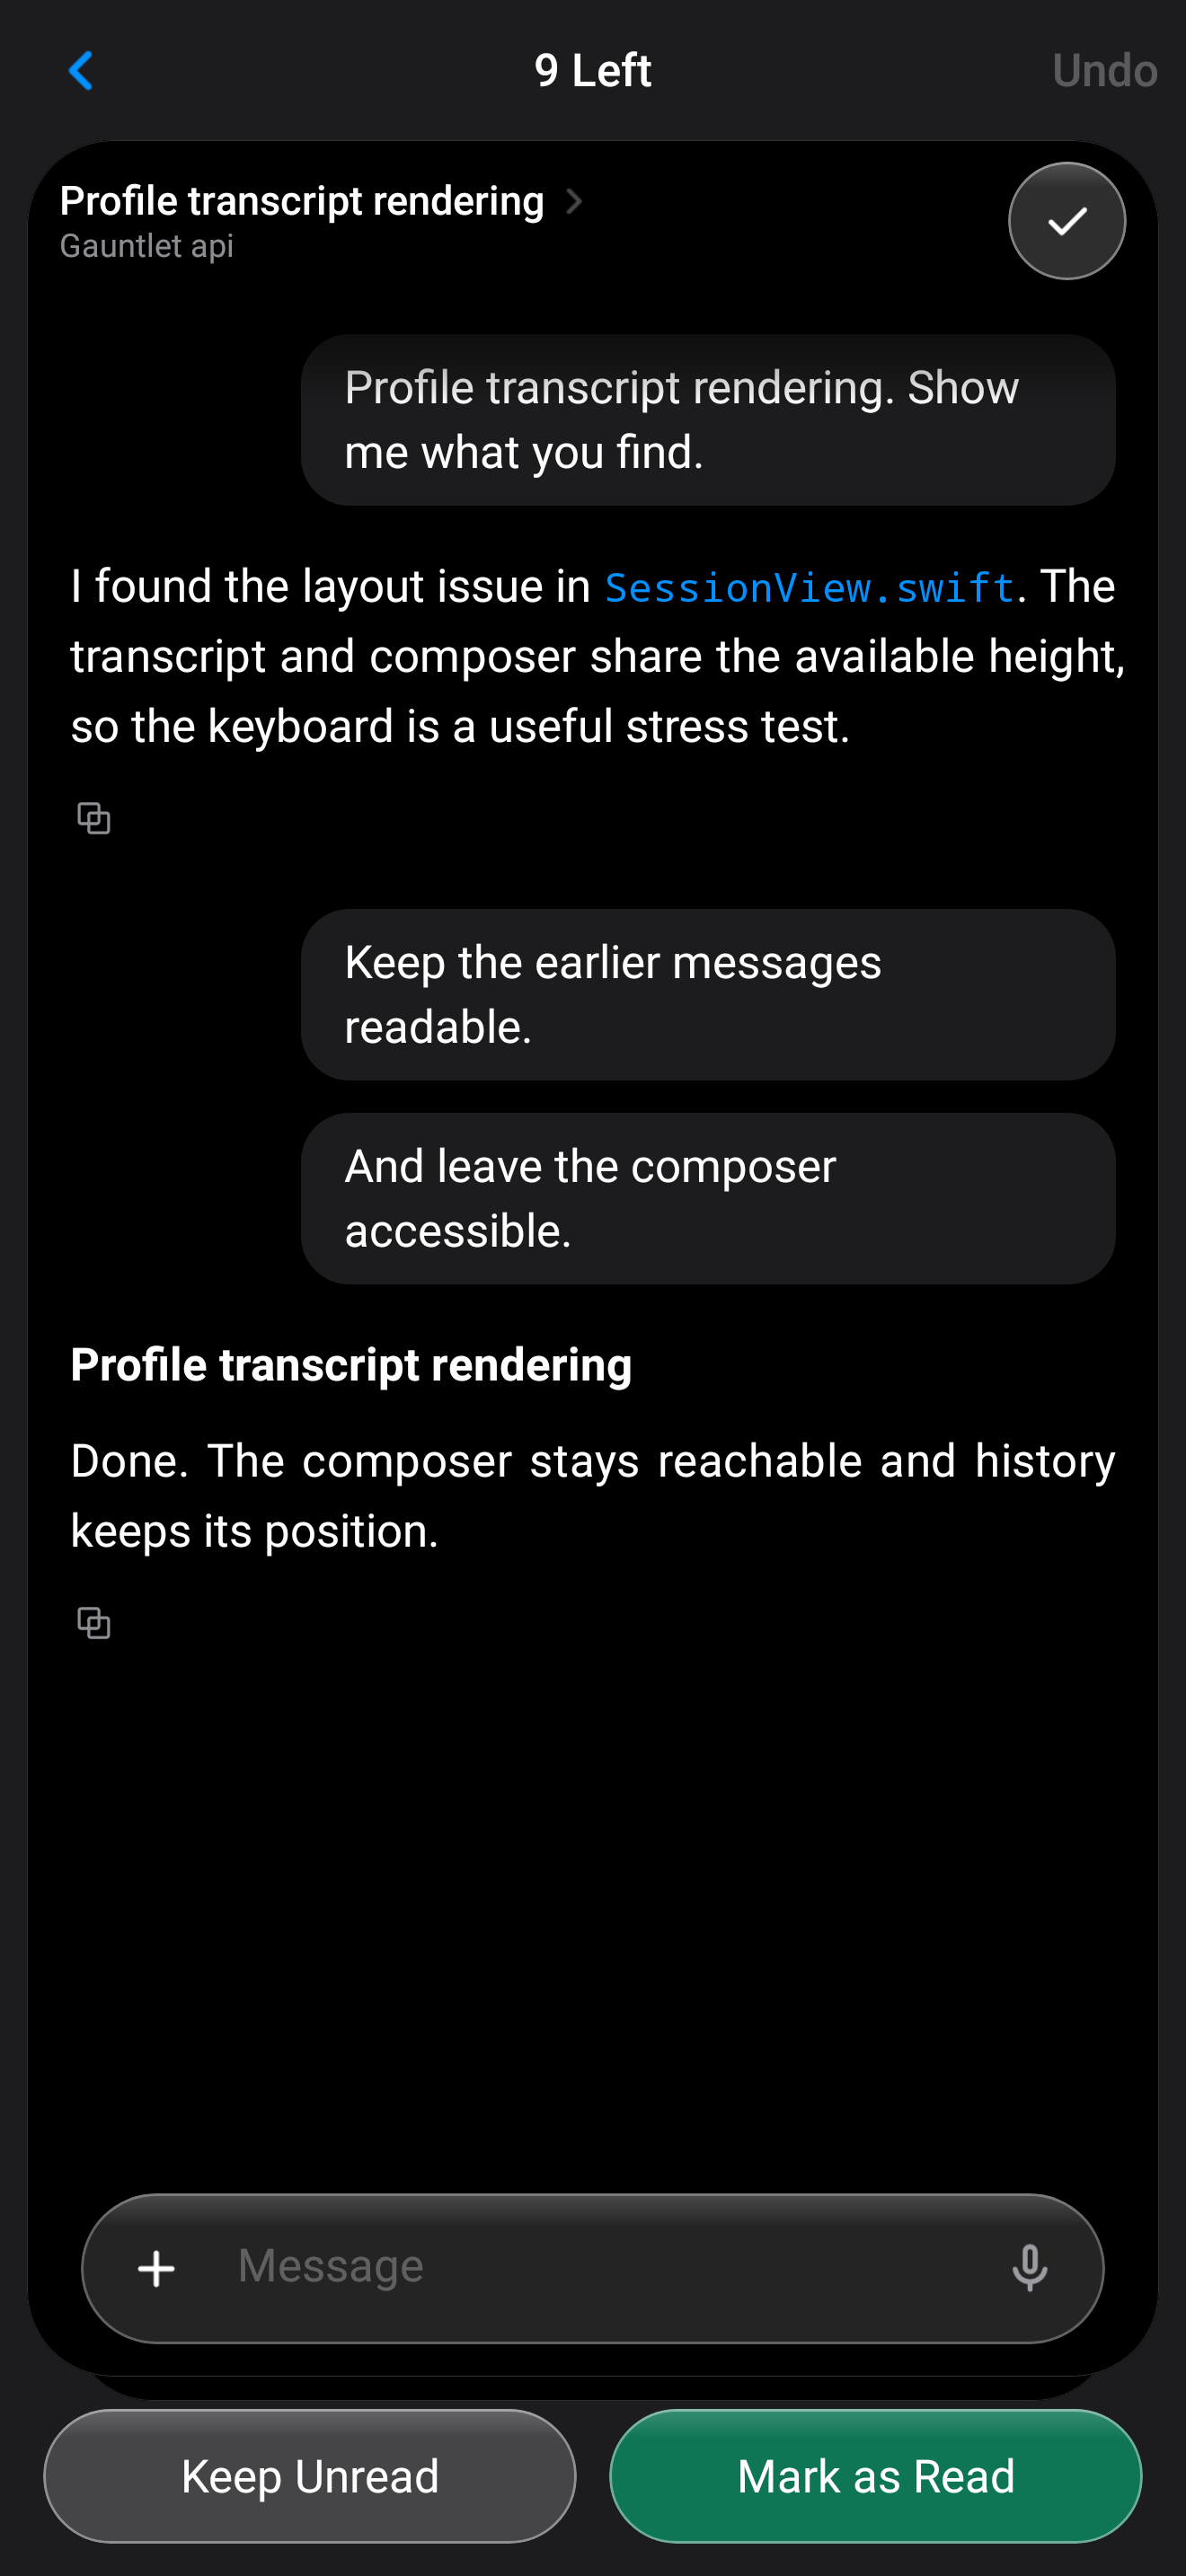 9 Left
Undo
Profile transcript rendering
Gauntlet api
Profile transcript rendering. Show
me what you find.
I found the layout issue in SessionView.swift. The
transcript and composer share the available height,
so the keyboard is a useful stress test.
Keep the earlier messages
readable.
And leave the composer
accessible.
Profile transcript rendering
Done. The composer stays reachable and history
keeps its position.
Message
Keep Unread
Mark as Read